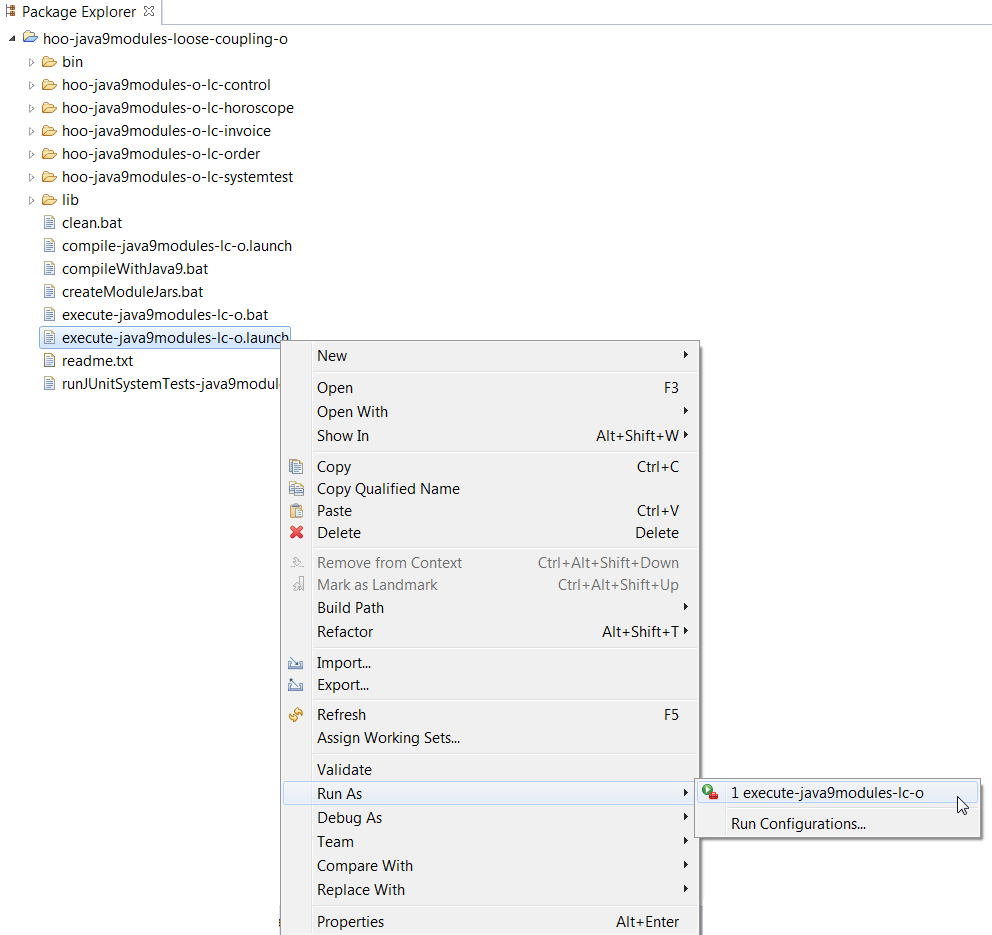 Package Explorer
hoo-java9modules-loose-coupling-o
bin
hoo-java9modules-o-lc-control
hoo-java9modules-o-lc-horoscope
hoo-java9modules-o-lc-invoice
hoo-java9modules-o-lc-order
hoo-java9modules-o-lc-systemtest
lib
clean.bat
compile-java9modules-lc-o.launch
compileWithJava9.bat
createModuleJars.bat
execute-java9modules-lc-o.bat
execute-java9modules-lc-o.launch
readme.txt
runJUnitSystemTests-java9modul
New
Open F3
Open With
Show In Alt+Shift+W
Copy Ctrl+C
Copy Qualified Name
Paste Ctrl+V
Delete Delete
Remove from Context Ctrl+Alt+Shift+Down
Mark as Landmark Ctrl+Alt+Shift+Up
Build Path
Refactor Alt+Shift+T
Import...
Export...
Refresh F5
Assign Working Sets...
Validate
Run As
Debug As
Team
Compare With
Replace With
Properties Alt+Enter
1 execute-java9modules-lc-o
Run Configurations...